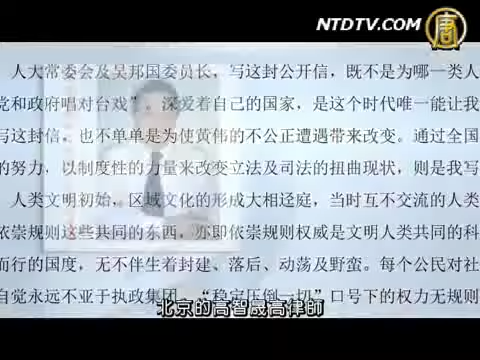 NTDTV.COM
唐
人大常委会及吴邦国委员长，写这封公开信，既不是为哪一类人
党和政府唱对台戏”。深爱着自己的国家，是这个时代唯一能让我
写这封信，也不单单是为使黄伟的不公正遭遇带来改变。通过全国
的努力，以制度性的力量来改变立法及司法的扭曲现状，则是我写
人类文明初始，区域文化的形成大相迳庭，当时互不交流的人类
依崇规则这些共同的东西，亦即依崇规则权威是文明人类共同的科
而行的国度，无不伴生着封建、落后、动荡及野蛮。每个公民对社
自觉永远不亚于执政集团。“稳定压倒一切”口号下的权力无规则
北京的高智晟高律師